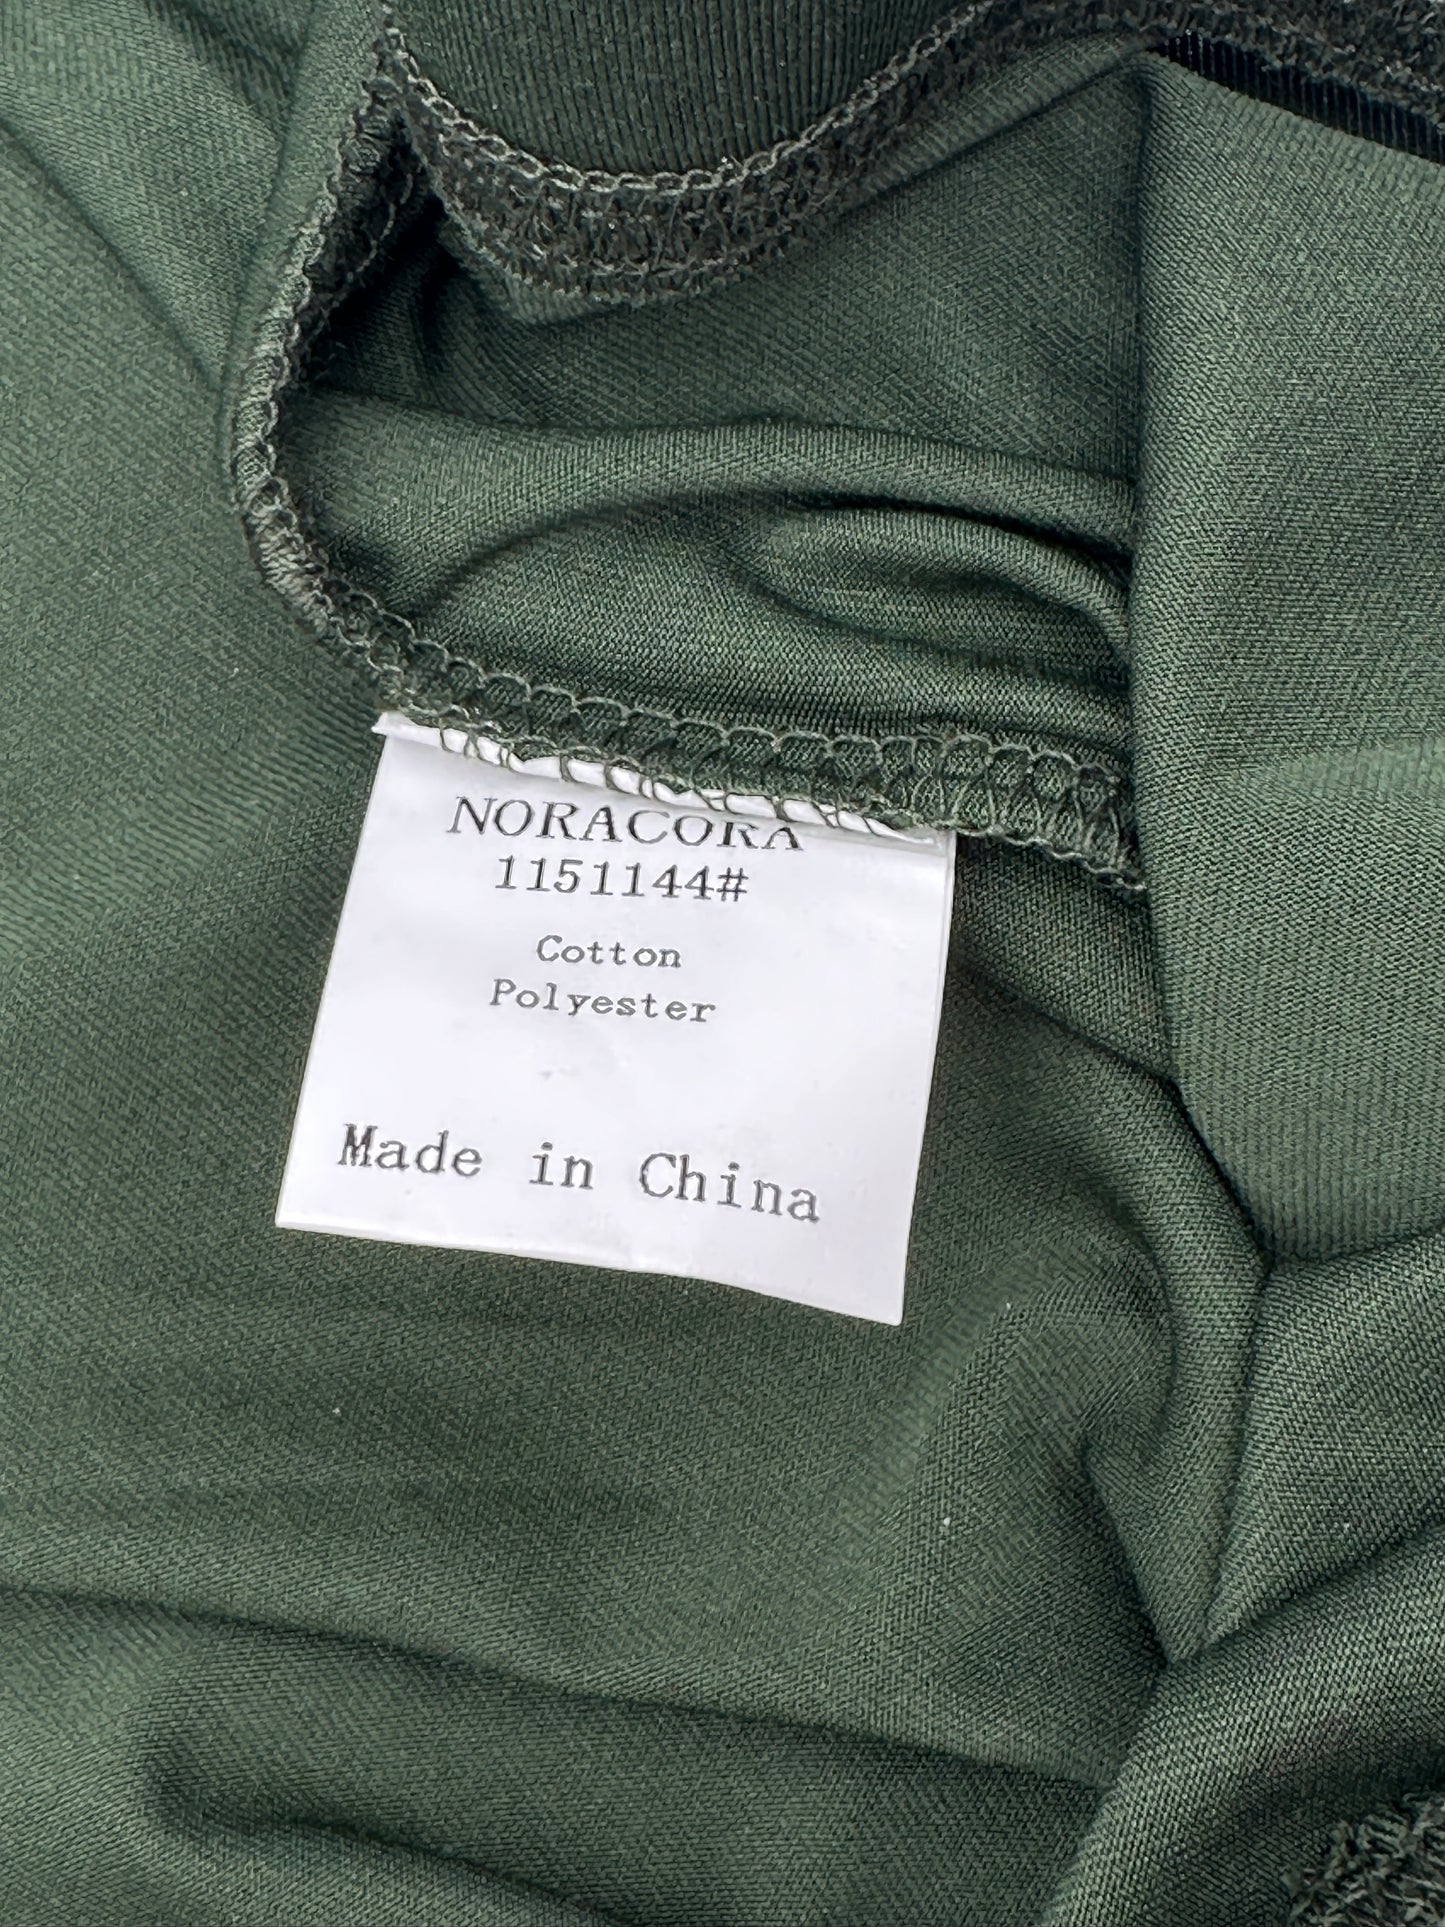 NORACORA
1151144#
Cotton
Polyester
Made in China